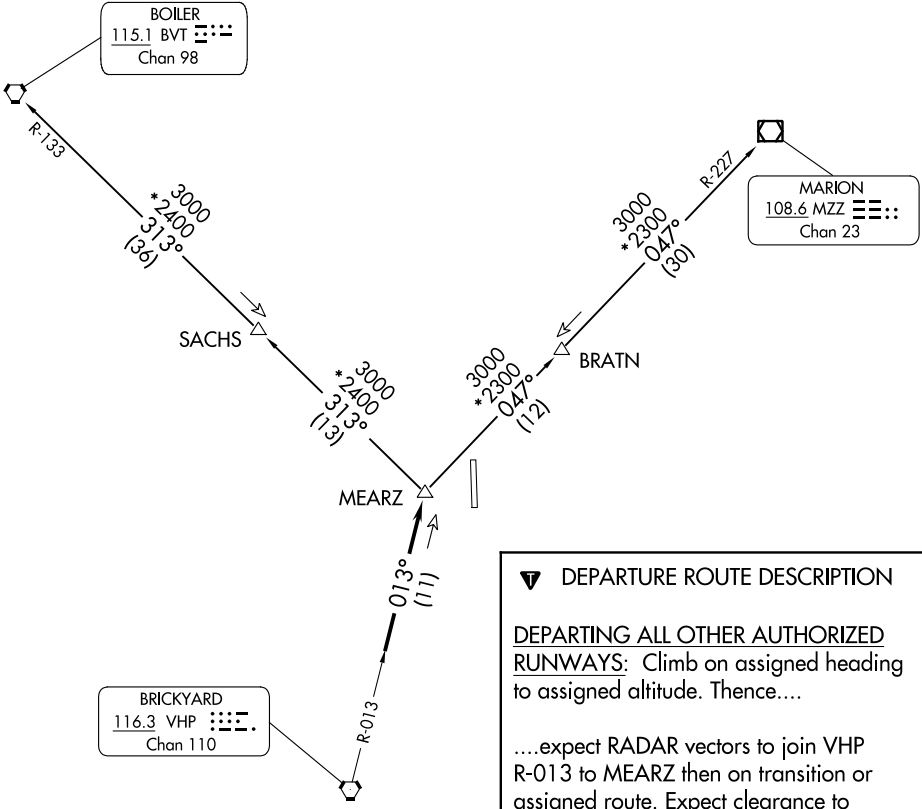 BOILER
115.1 BVT
Chan 98
R-133
3000
*2400
313°
(36)
R-227
MARION
108.6 MZZ
Chan 23
3000
*2300
047°
(30)
SACHS
BRATN
3000
*2400
313°
(13)
3000
*2300
047°
(12)
MEARZ
013°
(11)
R-013
BRICKYARD
116.3 VHP
Chan 110
T DEPARTURE ROUTE DESCRIPTION
DEPARTING ALL OTHER AUTHORIZED
RUNWAYS: Climb on assigned heading
to assigned altitude. Thence....
....expect RADAR vectors to join VHP
R-013 to MEARZ then on transition or
assigned route. Expect clearance to